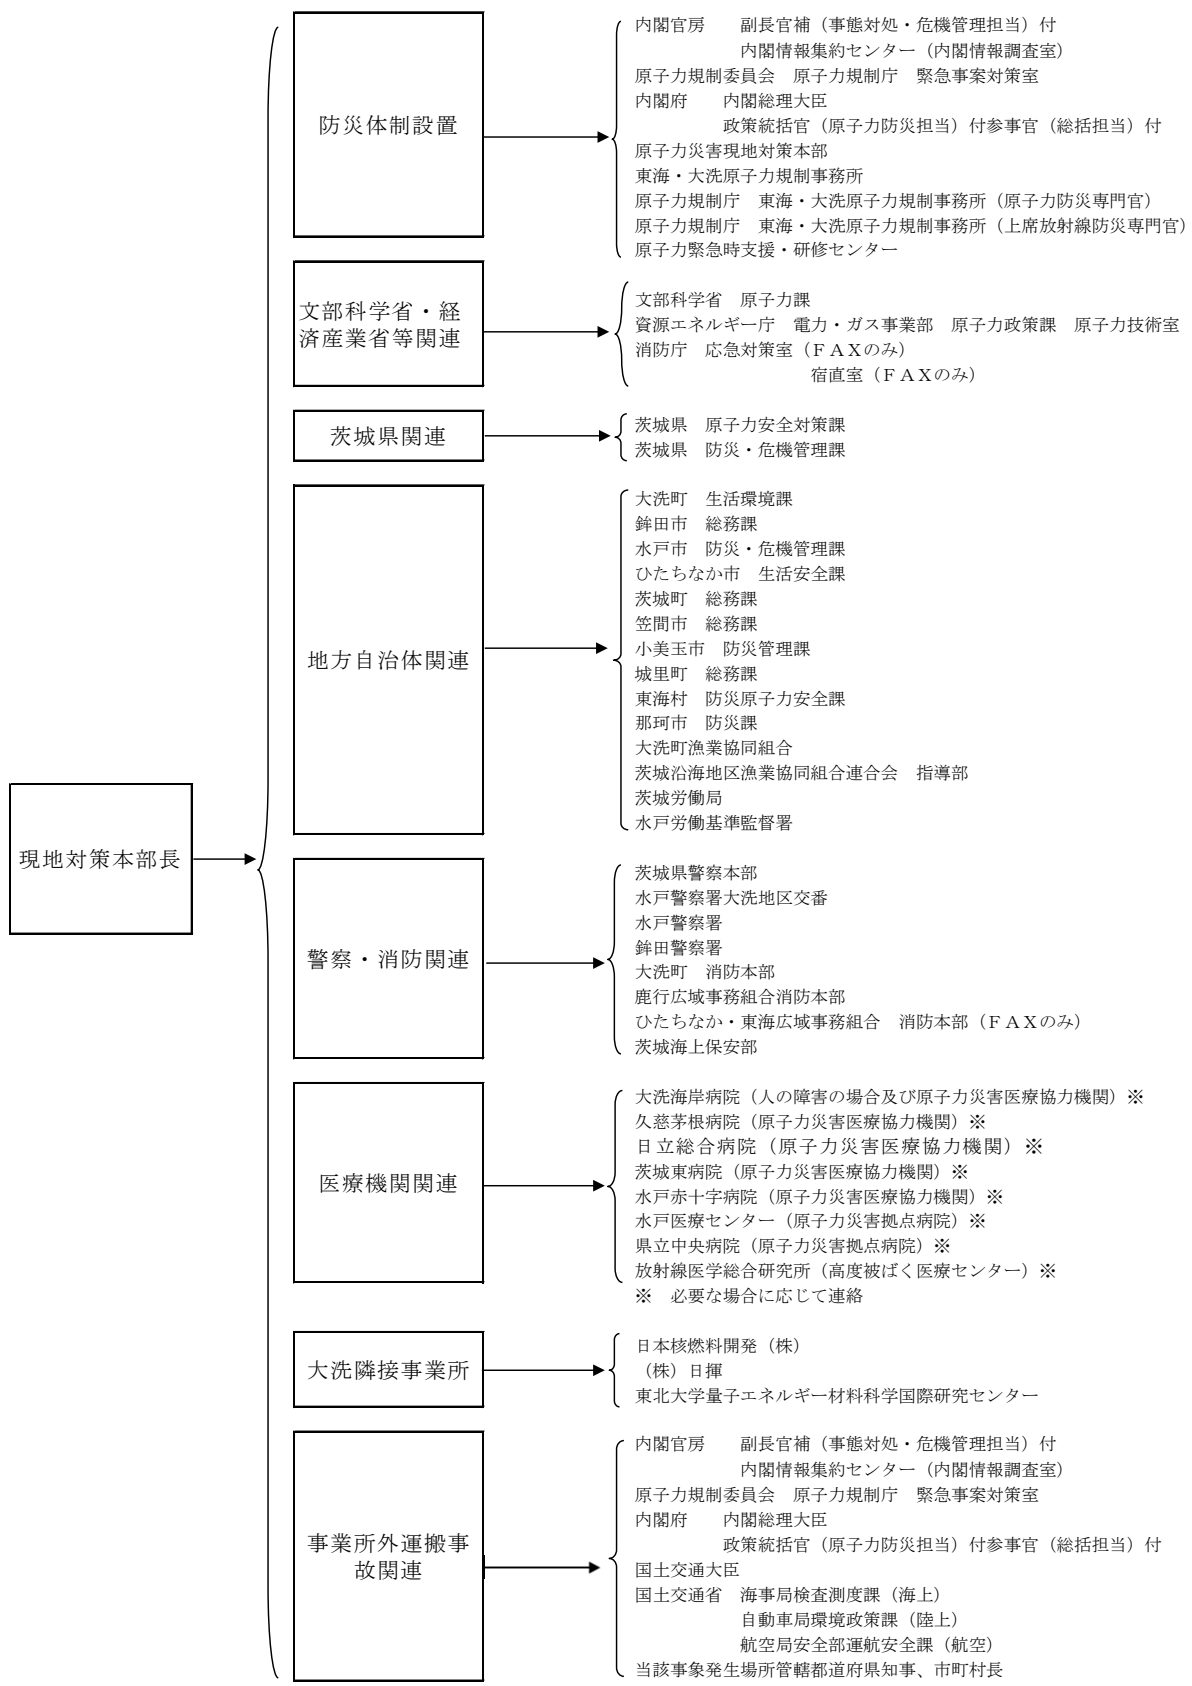 現地対策本部長
防災体制設置
内閣官房　　副長官補（事態対処・危機管理担当）付
内閣情報集約センター（内閣情報調査室）
原子力規制委員会　原子力規制庁　緊急事案対策室
内閣府　　内閣総理大臣
政策統括官（原子力防災担当）付参事官（総括担当）付
原子力災害現地対策本部
東海・大洗原子力規制事務所
原子力規制庁　東海・大洗原子力規制事務所（原子力防災専門官）
原子力規制庁　東海・大洗原子力規制事務所（上席放射線防災専門官）
原子力緊急時支援・研修センター
文部科学省・経
済産業省等関連
文部科学省　原子力課
資源エネルギー庁　電力・ガス事業部　原子力政策課　原子力技術室
消防庁　応急対策室（ＦＡＸのみ）
宿直室（ＦＡＸのみ）
茨城県関連
茨城県　原子力安全対策課
茨城県　防災・危機管理課
地方自治体関連
大洗町　生活環境課
鉾田市　総務課
水戸市　防災・危機管理課
ひたちなか市　生活安全課
茨城町　総務課
笠間市　総務課
小美玉市　防災管理課
城里町　総務課
東海村　防災原子力安全課
那珂市　防災課
大洗町漁業協同組合
茨城沿海地区漁業協同組合連合会　指導部
茨城労働局
水戸労働基準監督署
警察・消防関連
茨城県警察本部
水戸警察署大洗地区交番
水戸警察署
鉾田警察署
大洗町　消防本部
鹿行広域事務組合消防本部
ひたちなか・東海広域事務組合　消防本部（ＦＡＸのみ）
茨城海上保安部
医療機関関連
大洗海岸病院（人の障害の場合及び原子力災害医療協力機関）※
久慈茅根病院（原子力災害医療協力機関）※
日立総合病院（原子力災害医療協力機関）※
茨城東病院（原子力災害医療協力機関）※
水戸赤十字病院（原子力災害医療協力機関）※
水戸医療センター（原子力災害拠点病院）※
県立中央病院（原子力災害拠点病院）※
放射線医学総合研究所（高度被ばく医療センター）※
※　必要な場合に応じて連絡
大洗隣接事業所
日本核燃料開発（株）
（株）日揮
東北大学量子エネルギー材料科学国際研究センター
事業所外運搬事
故関連
内閣官房　　副長官補（事態対処・危機管理担当）付
内閣情報集約センター（内閣情報調査室）
原子力規制委員会　原子力規制庁　緊急事案対策室
内閣府　　内閣総理大臣
政策統括官（原子力防災担当）付参事官（総括担当）付
国土交通大臣
国土交通省　海事局検査測度課（海上）
自動車局環境政策課（陸上）
航空局安全部運航安全課（航空）
当該事象発生場所管轄都道府県知事、市町村長